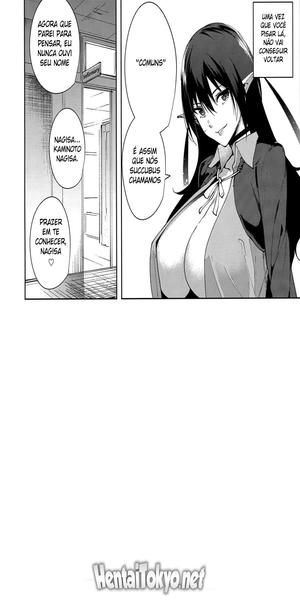 UMA VEZ
QUE VOCÊ
PISAR LÁ,
NÃO VAI
CONSEGUIR
VOLTAR
"COMUNS"
É ASSIM
QUE NÓS
SUCCUBUS
CHAMAMOS
AGORA QUE
PAREI PARA
PENSAR, EU
NUNCA OUVI
SEU NOME
NAGISA...
KAMINOTO
NAGISA.
PRAZER
EM TE
CONHECER,
NAGISA
♡
HentaiTokyo.net